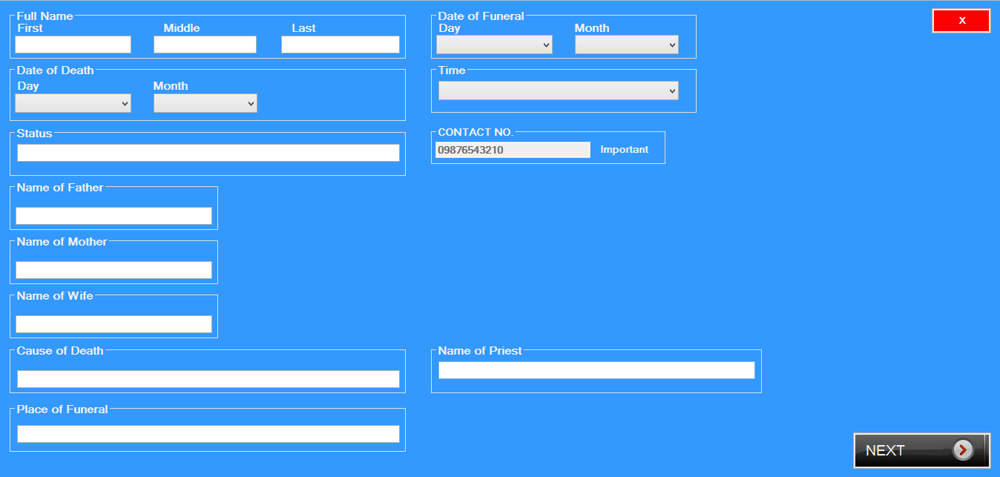 Full Name
First Middle Last
Date of Death
Day Month
Status
Name of Father
Name of Mother
Name of Wife
Cause of Death
Place of Funeral
Date of Funeral
Day Month
Time
CONTACT NO.
09876543210 Important
Name of Priest
X
NEXT